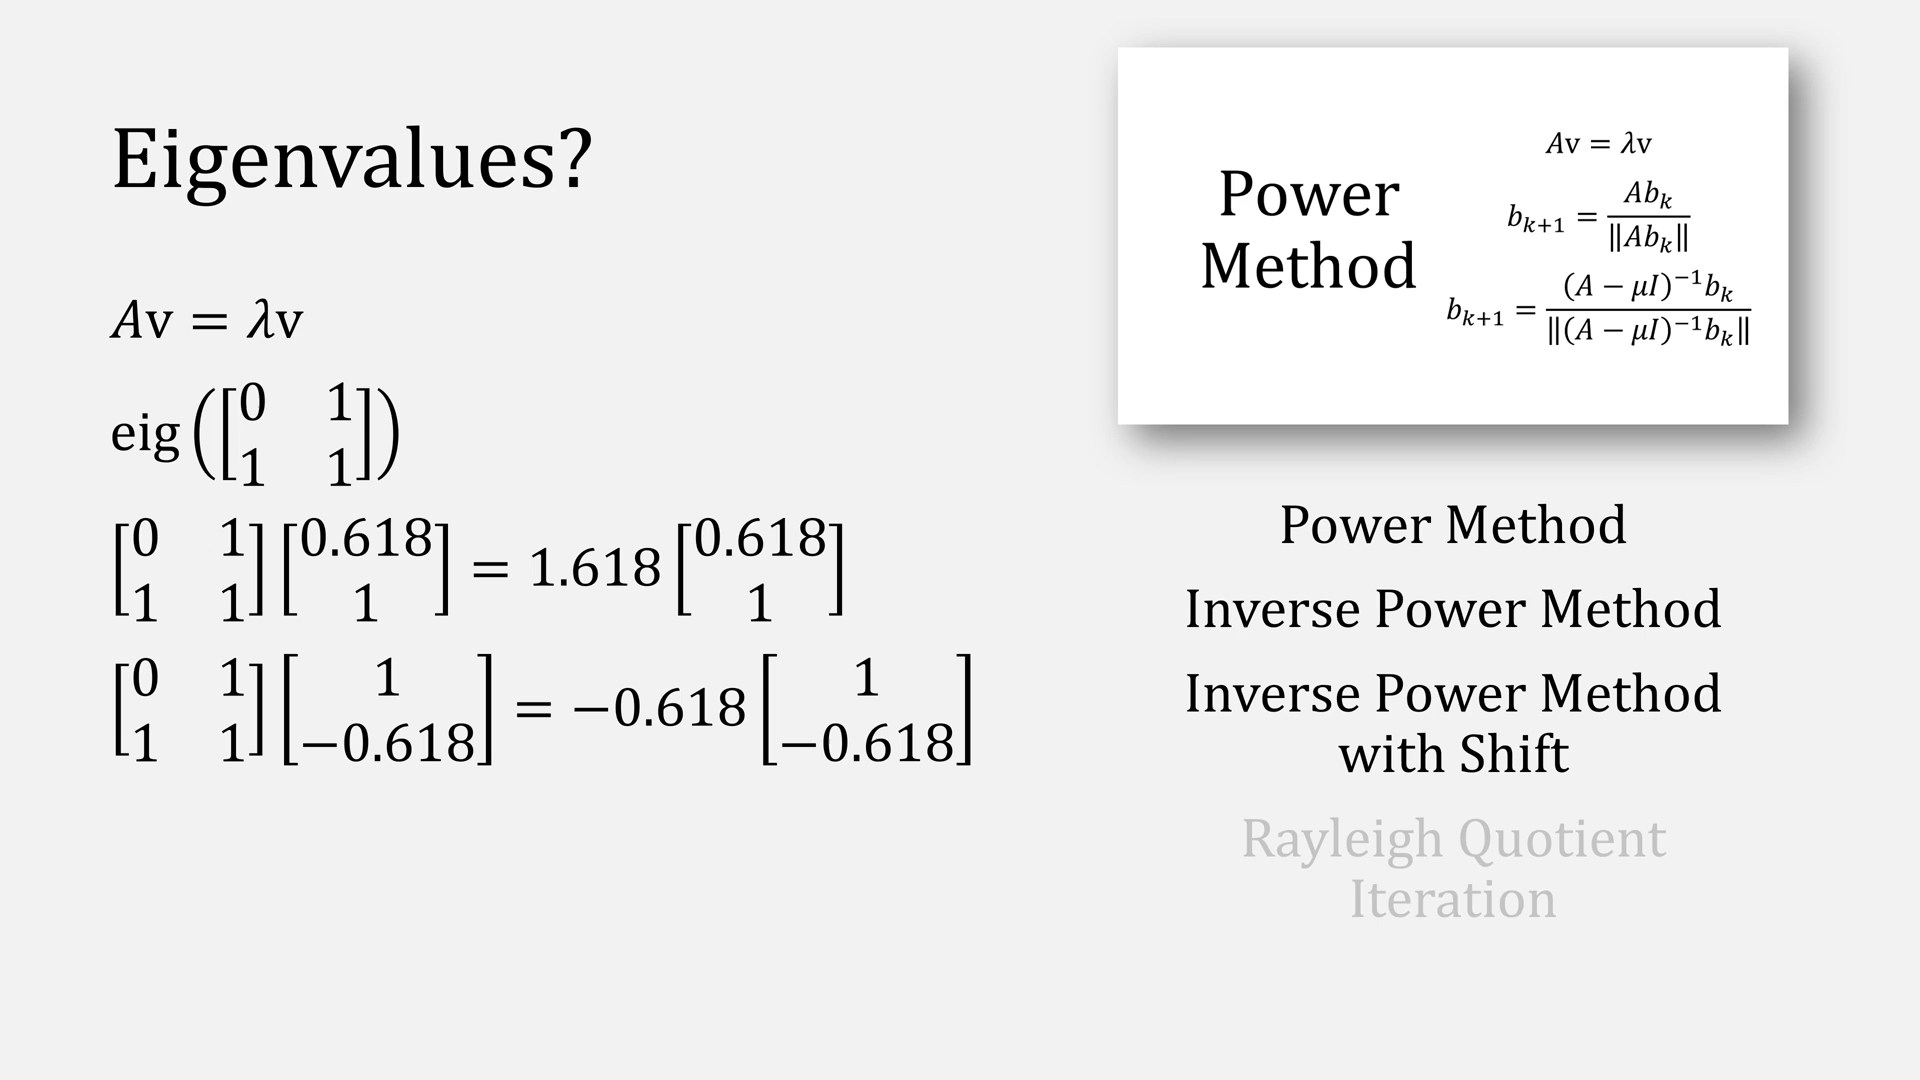 Eigenvalues?
Av = λv
eig([0 1; 1 1])
[0 1; 1 1] [0.618; 1] = 1.618 [0.618; 1]
[0 1; 1 1] [1; −0.618] = −0.618 [1; −0.618]
Power
Method
Av = λv
b_{k+1} = Ab_k / ‖Ab_k‖
b_{k+1} = (A − μI)^{−1}b_k / ‖(A − μI)^{−1}b_k‖
Power Method
Inverse Power Method
Inverse Power Method
with Shift
Rayleigh Quotient
Iteration